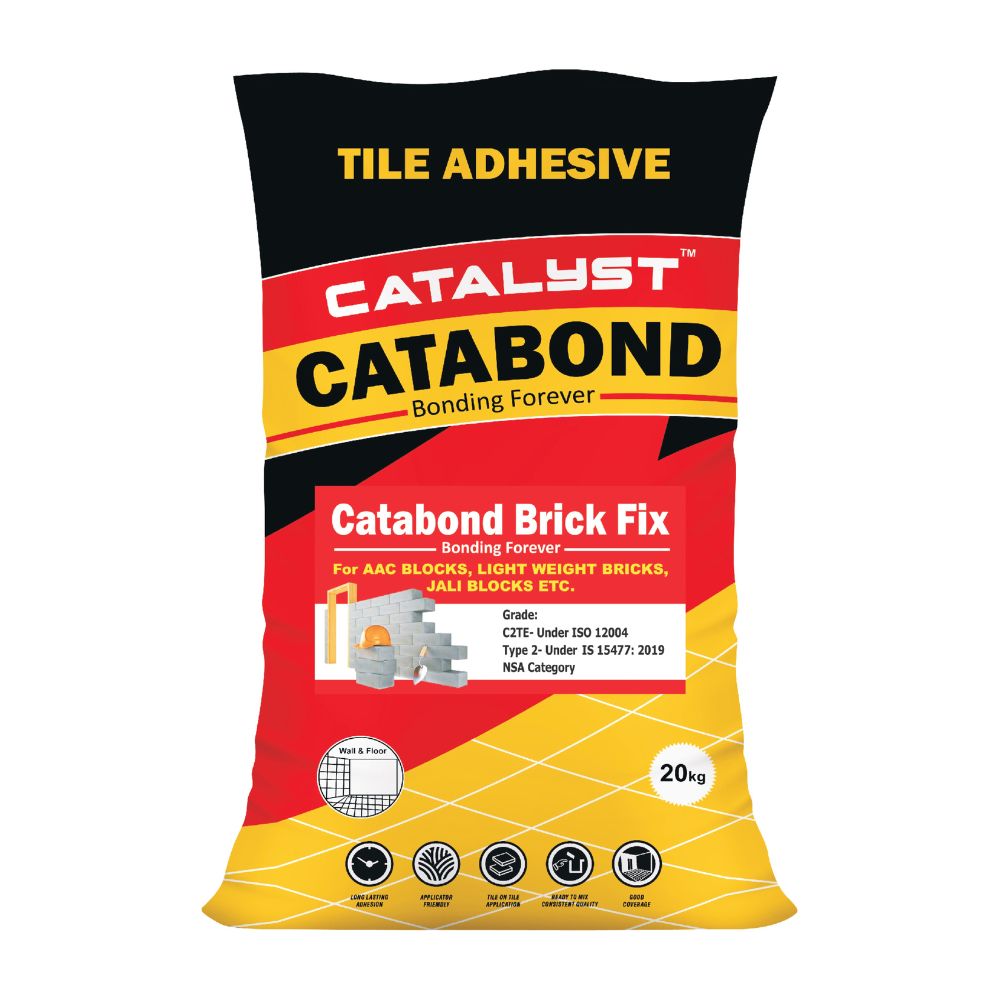 TILE ADHESIVE
CATALYST™
CATABOND
Bonding Forever
Catabond Brick Fix
Bonding Forever
For AAC BLOCKS, LIGHT WEIGHT BRICKS,
JALI BLOCKS ETC.
Grade:
C2TE- Under ISO 12004
Type 2- Under IS 15477: 2019
NSA Category
Wall & Floor
20kg
LONG LASTING
ADHESION
APPLICATOR
FRIENDLY
TILE ON TILE
APPLICATION
READY TO MIX
CONSISTENT QUALITY
GOOD
COVERAGE